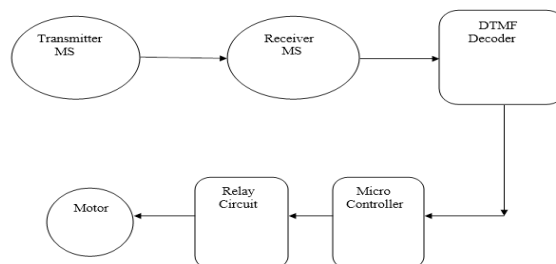 Transmitter
MS
Receiver
MS
DTMF
Decoder
Motor
Relay
Circuit
Micro
Controller